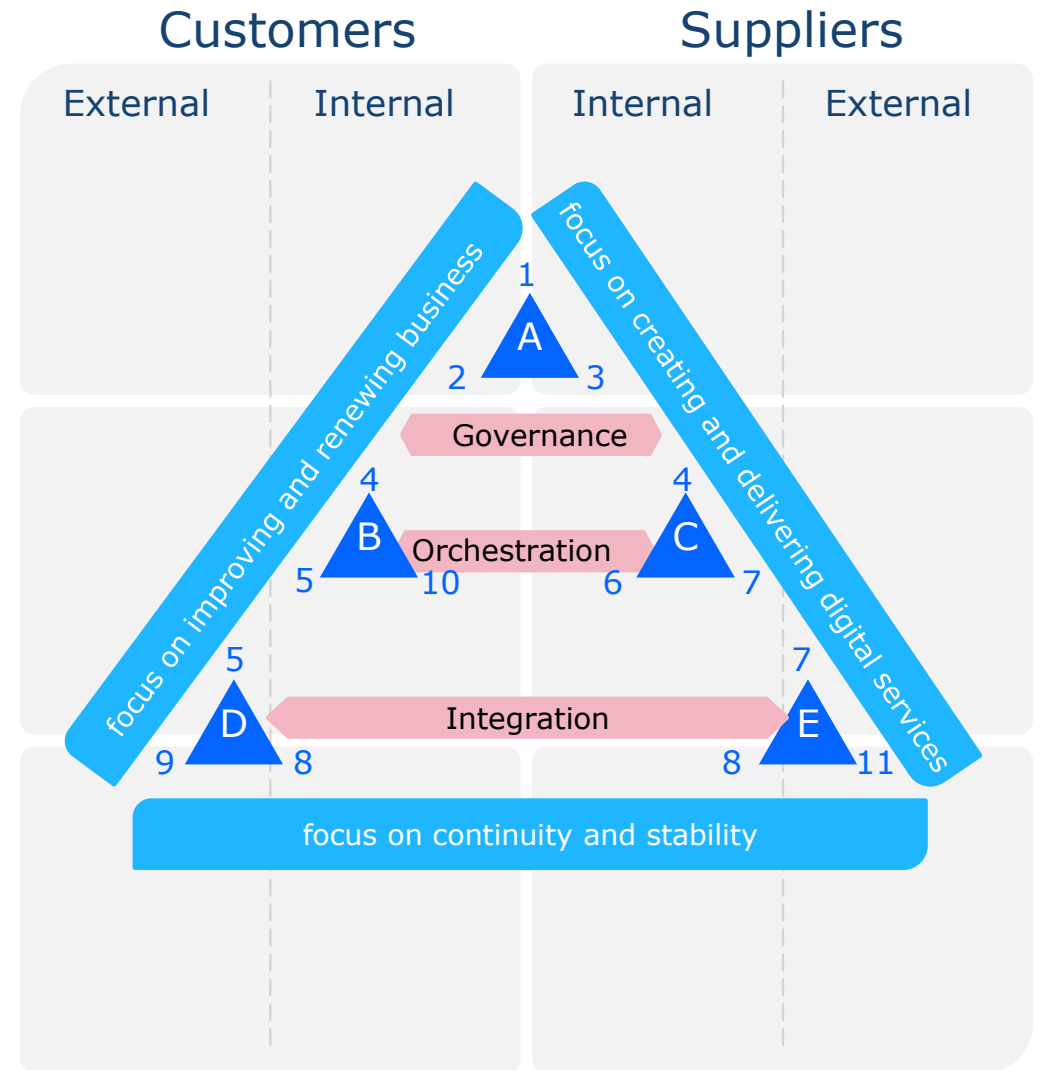 Customers
Suppliers
External
Internal
Internal
External
focus on improving and renewing business
focus on creating and delivering digital services
1
A
2
3
Governance
4
4
B
Orchestration
C
5
10
6
7
5
7
D
Integration
E
9
8
8
11
focus on continuity and stability